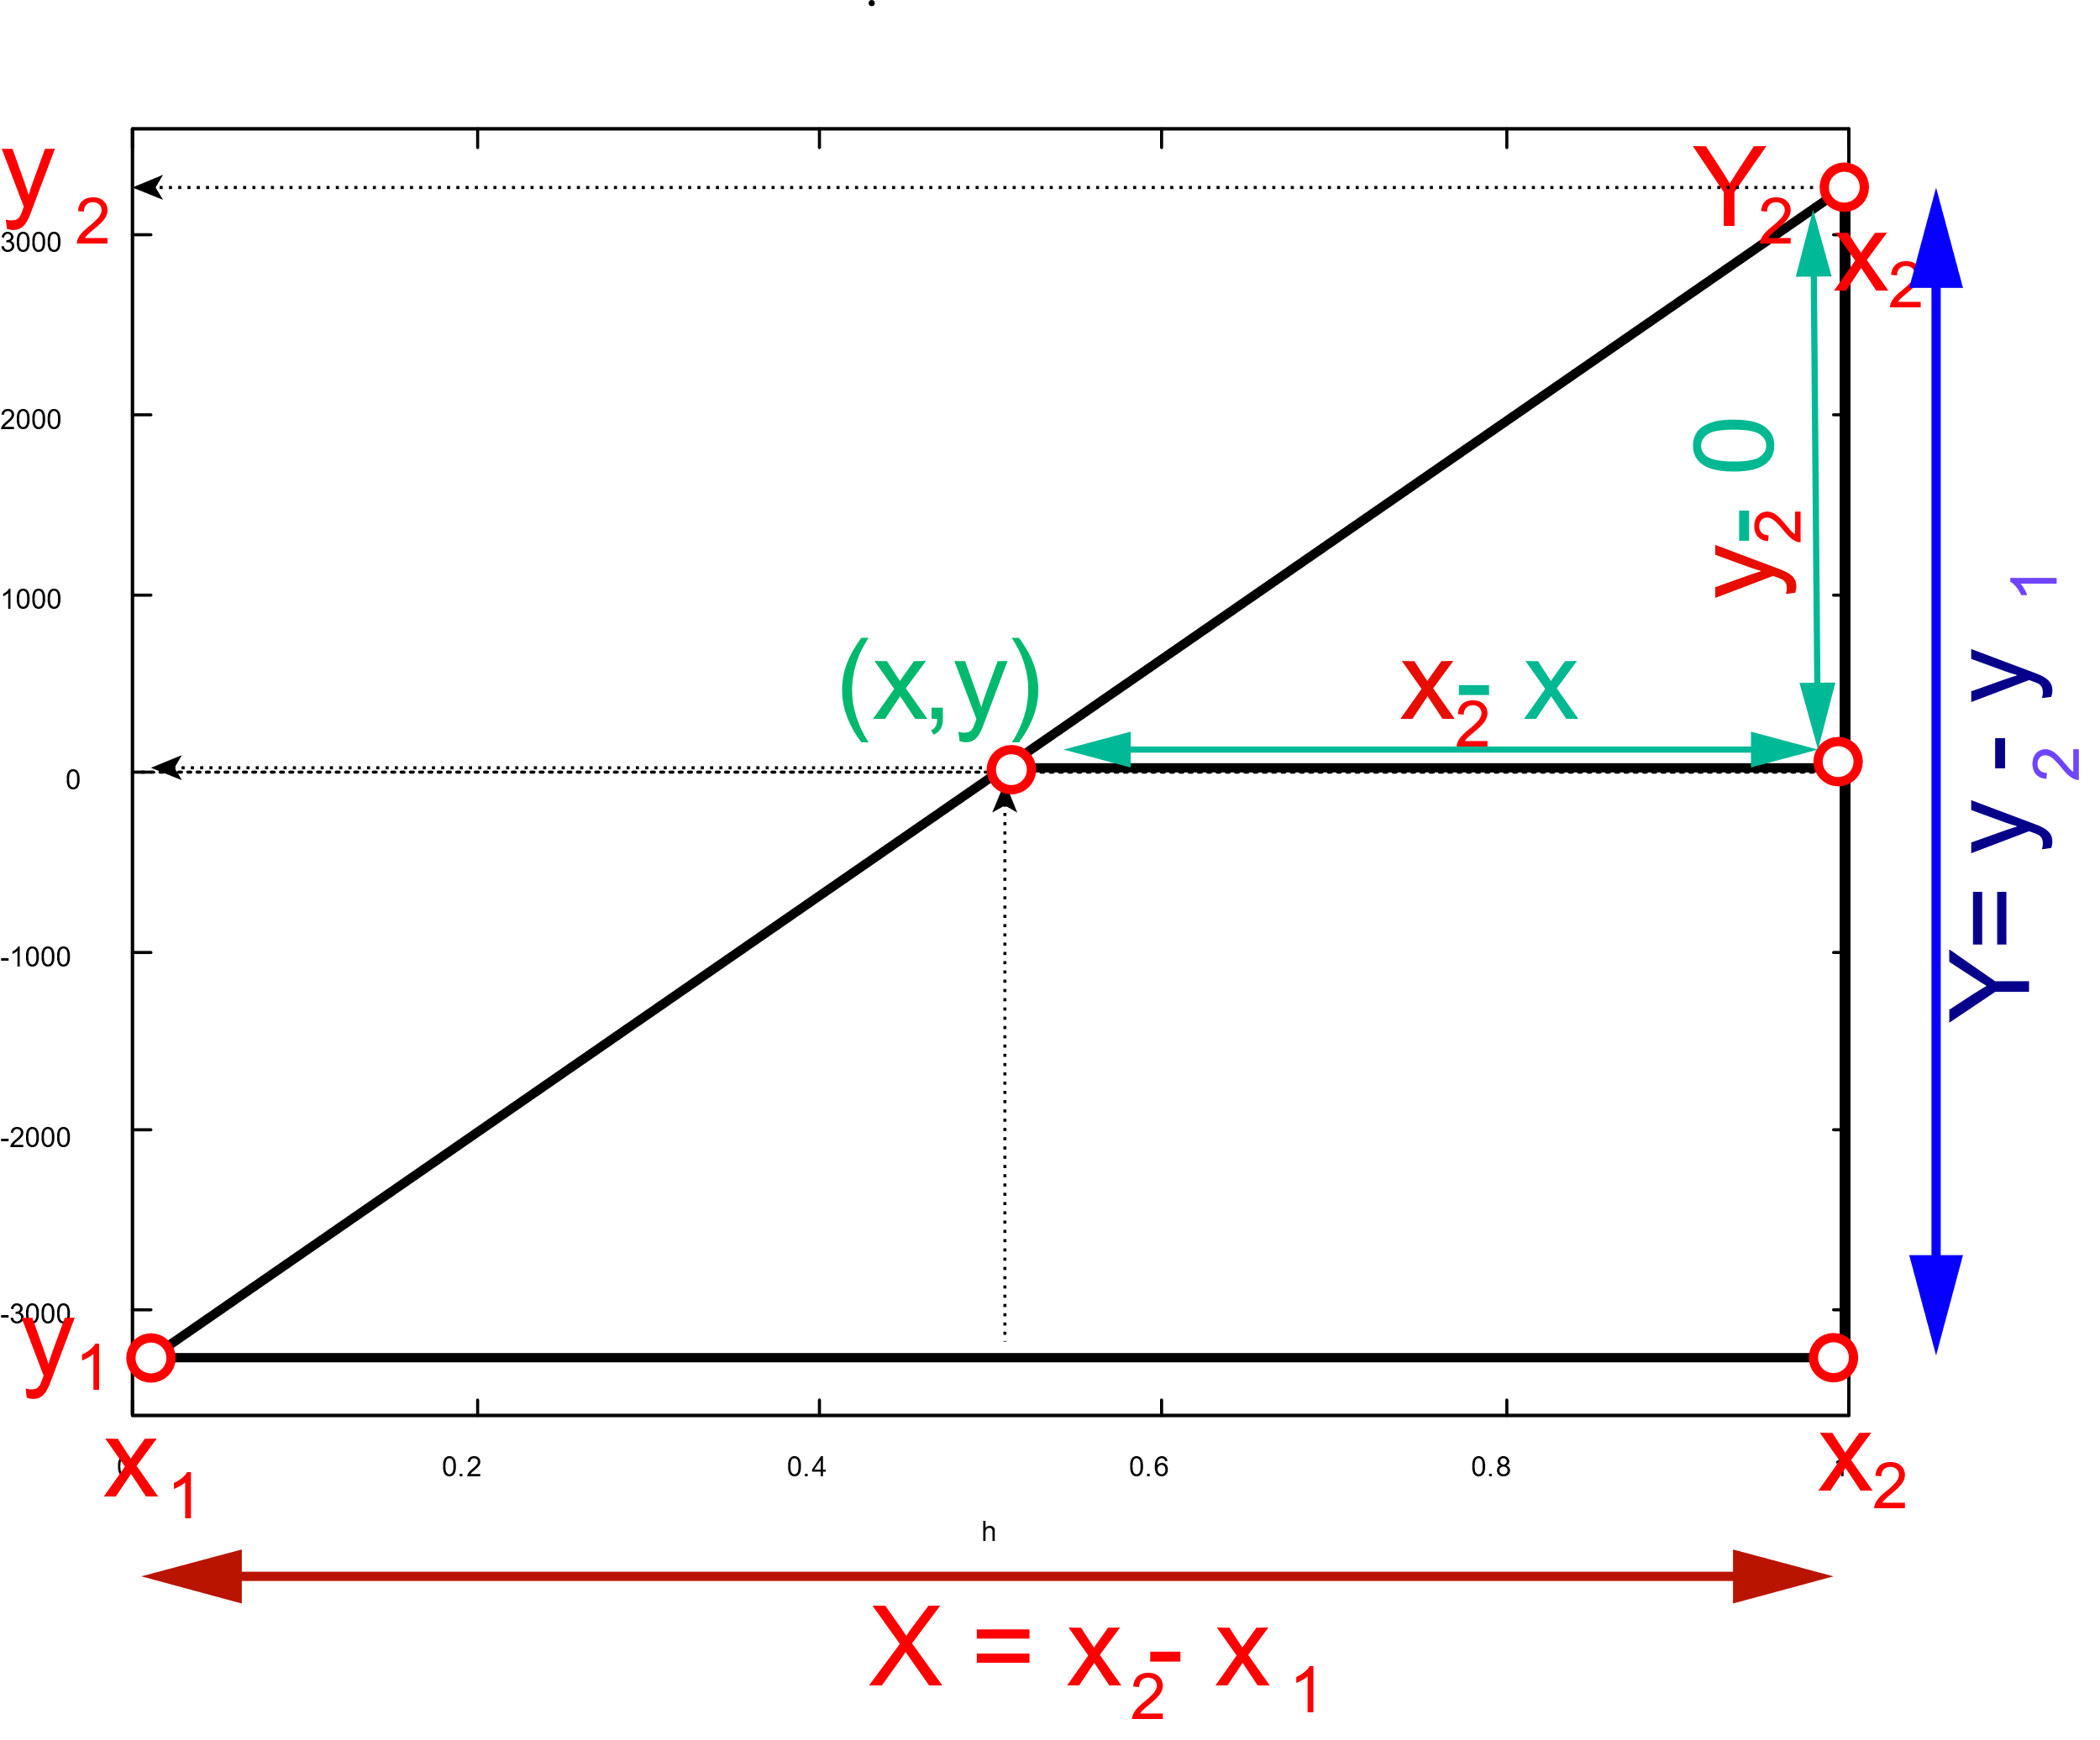 y2
Y2
x2
3000
2000
1000
0
-1000
-2000
-3000
y2- 0
(x,y)
x2- x
Y= y2 - y1
y1
x1
0.2
0.4
0.6
0.8
x2
h
X = x2- x1